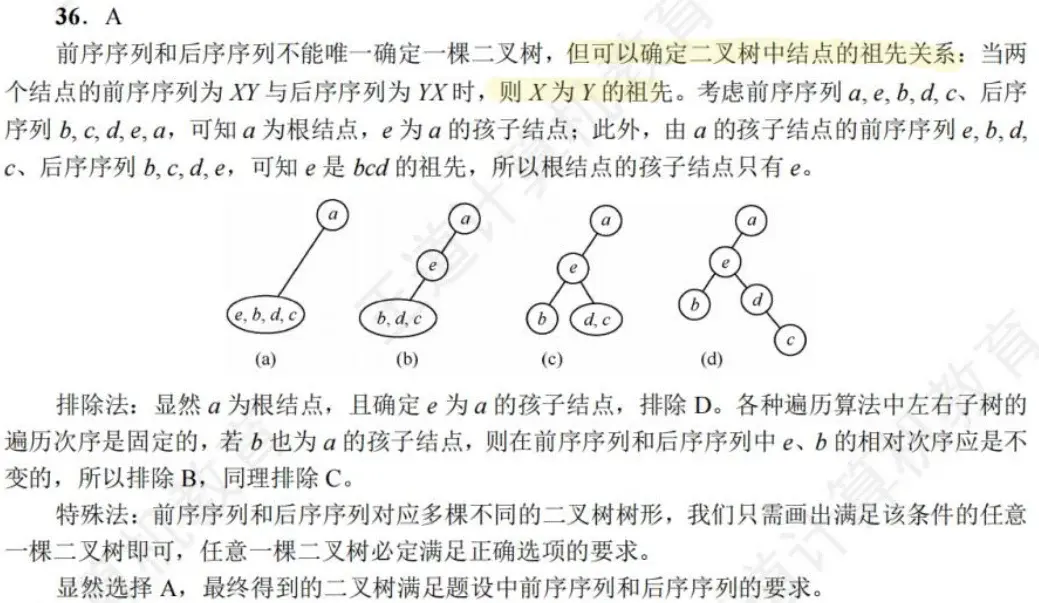 36. A
前序序列和后序序列不能唯一确定一棵二叉树，但可以确定二叉树中结点的祖先关系：当两
个结点的前序序列为 XY 与后序序列为 YX 时，则 X 为 Y 的祖先。考虑前序序列 a, e, b, d, c、后序
序列 b, c, d, e, a，可知 a 为根结点，e 为 a 的孩子结点；此外，由 a 的孩子结点的前序序列 e, b, d,
c、后序序列 b, c, d, e，可知 e 是 bcd 的祖先，所以根结点的孩子结点只有 e。
a a a a
e e e
e, b, d, c b, d, c b d, c b d
c
(a) (b) (c) (d)
排除法：显然 a 为根结点，且确定 e 为 a 的孩子结点，排除 D。各种遍历算法中左右子树的
遍历次序是固定的，若 b 也为 a 的孩子结点，则在前序序列和后序序列中 e、b 的相对次序应是不
变的，所以排除 B，同理排除 C。
特殊法：前序序列和后序序列对应多棵不同的二叉树树形，我们只需画出满足该条件的任意
一棵二叉树即可，任意一棵二叉树必定满足正确选项的要求。
显然选择 A，最终得到的二叉树满足题设中前序序列和后序序列的要求。
王道计算机教育